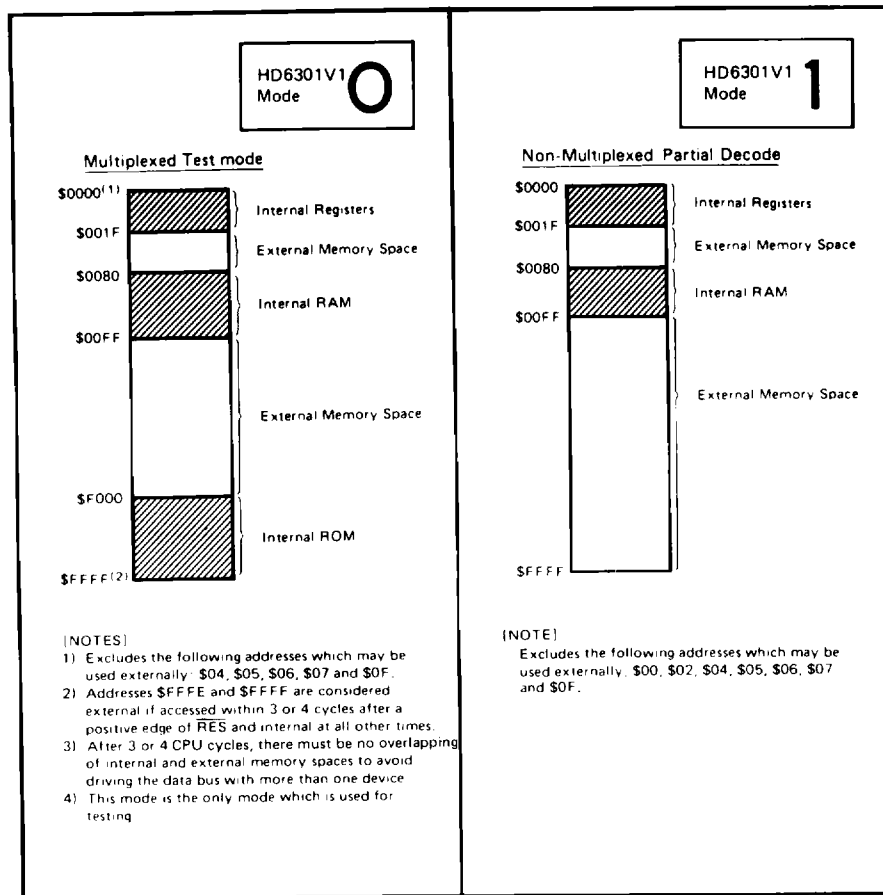 HD6301V1
Mode 0
Multiplexed Test mode
$0000(1)
Internal Registers
$001F
External Memory Space
$0080
Internal RAM
$00FF
External Memory Space
$F000
Internal ROM
$FFFF(2)
[NOTES]
1) Excludes the following addresses which may be
used externally: $04, $05, $06, $07 and $0F.
2) Addresses $FFFE and $FFFF are considered
external if accessed within 3 or 4 cycles after a
positive edge of RES and internal at all other times.
3) After 3 or 4 CPU cycles, there must be no overlapping
of internal and external memory spaces to avoid
driving the data bus with more than one device
4) This mode is the only mode which is used for
testing
HD6301V1
Mode 1
Non-Multiplexed Partial Decode
$0000
Internal Registers
$001F
External Memory Space
$0080
Internal RAM
$00FF
External Memory Space
$FFFF
[NOTE]
Excludes the following addresses which may be
used externally. $00, $02, $04, $05, $06, $07
and $0F.